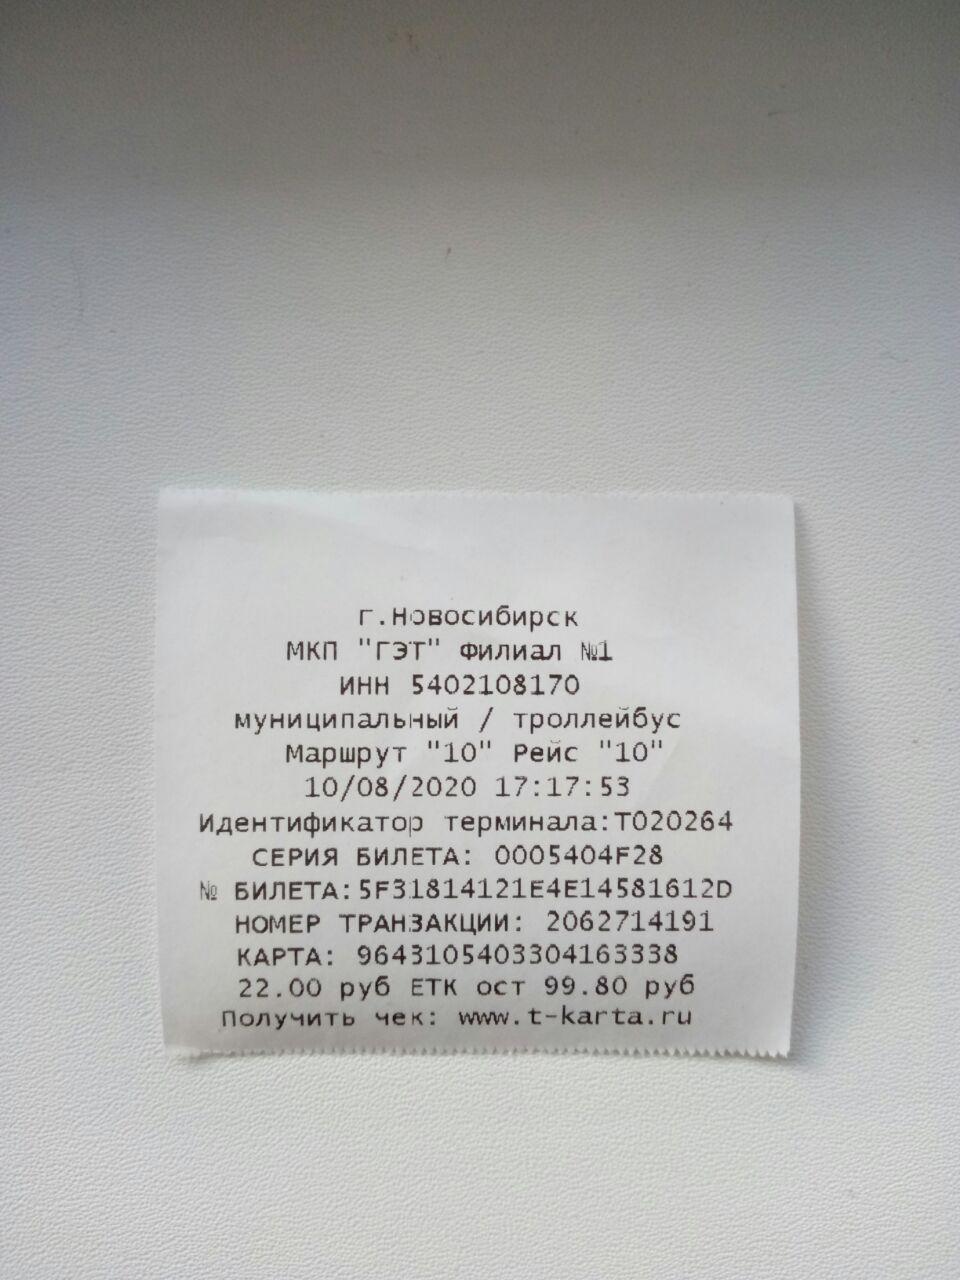 г.Новосибирск
МКП "ГЭТ" Филиал №1
ИНН 5402108170
муниципальный / троллейбус
Маршрут "10" Рейс "10"
10/08/2020 17:17:53
Идентификатор терминала:Т020264
СЕРИЯ БИЛЕТА: 0005404F28
№ БИЛЕТА:5F31814121E4E14581612D
НОМЕР ТРАНЗАКЦИИ: 2062714191
КАРТА: 9643105403304163338
22.00 руб ЕТК ост 99.80 руб
Получить чек: www.t-karta.ru